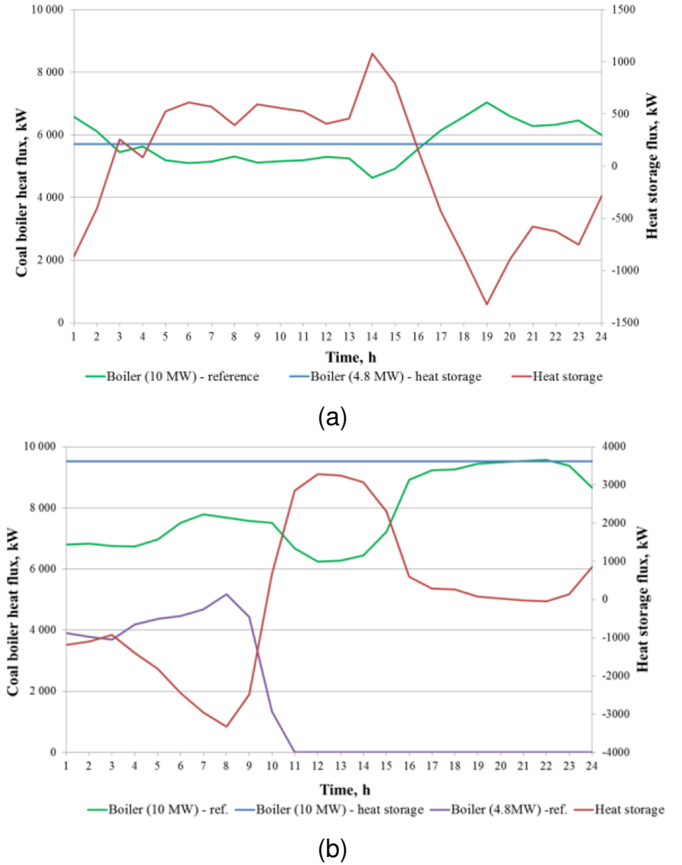 10 000
8 000
6 000
4 000
2 000
0
Coal boiler heat flux, kW
1500
1000
500
0
-500
-1000
-1500
Heat storage flux, kW
1 2 3 4 5 6 7 8 9 10 11 12 13 14 15 16 17 18 19 20 21 22 23 24
Time, h
Boiler (10 MW) - reference Boiler (4.8 MW) - heat storage Heat storage
(a)
10 000
8 000
6 000
4 000
2 000
0
Coal boiler heat flux, kW
4000
3000
2000
1000
0
-1000
-2000
-3000
-4000
Heat storage flux, kW
1 2 3 4 5 6 7 8 9 10 11 12 13 14 15 16 17 18 19 20 21 22 23 24
Time, h
Boiler (10 MW) - ref. Boiler (10 MW) - heat storage Boiler (4.8MW) -ref. Heat storage
(b)